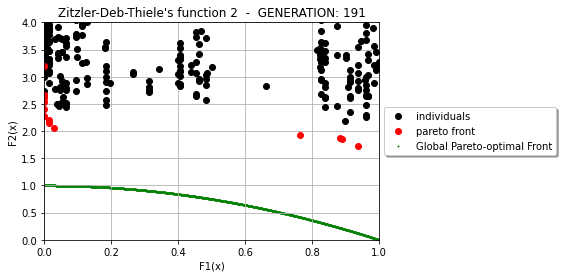 Zitzler-Deb-Thiele's function 2  -  GENERATION: 191
4.0
3.5
3.0
2.5
2.0
1.5
1.0
0.5
0.0
F2(x)
0.0 0.2 0.4 0.6 0.8 1.0
F1(x)
individuals
pareto front
Global Pareto-optimal Front